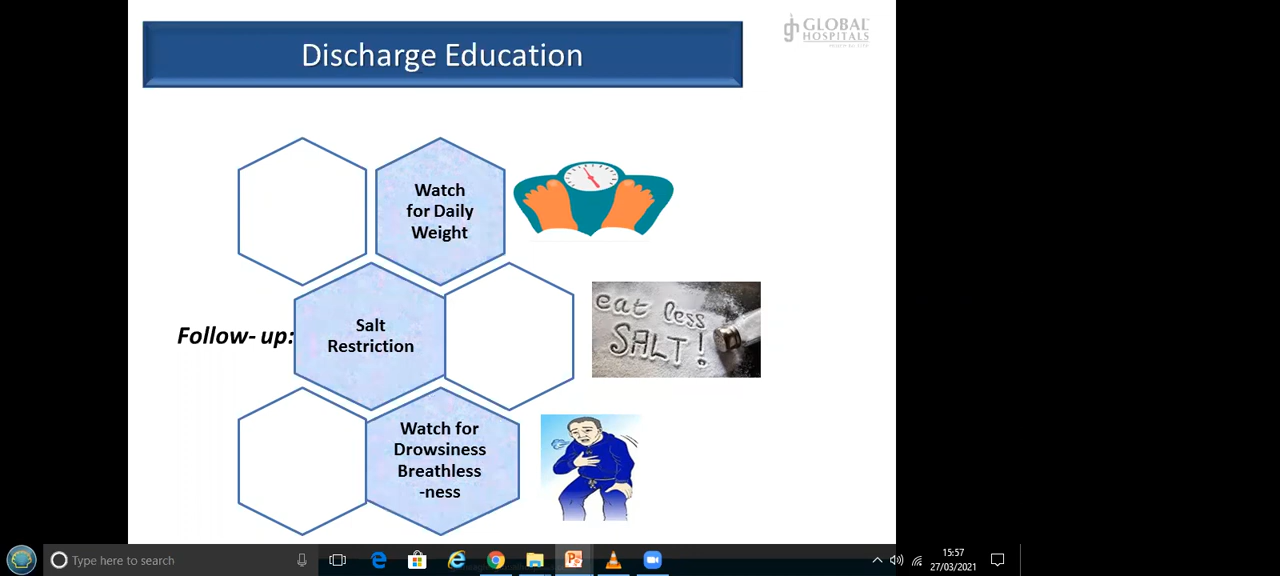 Discharge Education
GLOBAL
HOSPITALS
Watch
for Daily
Weight
Follow- up:
Salt
Restriction
eat less
SALT!
Watch for
Drowsiness
Breathless
-ness
Type here to search
15:57
27/03/2021